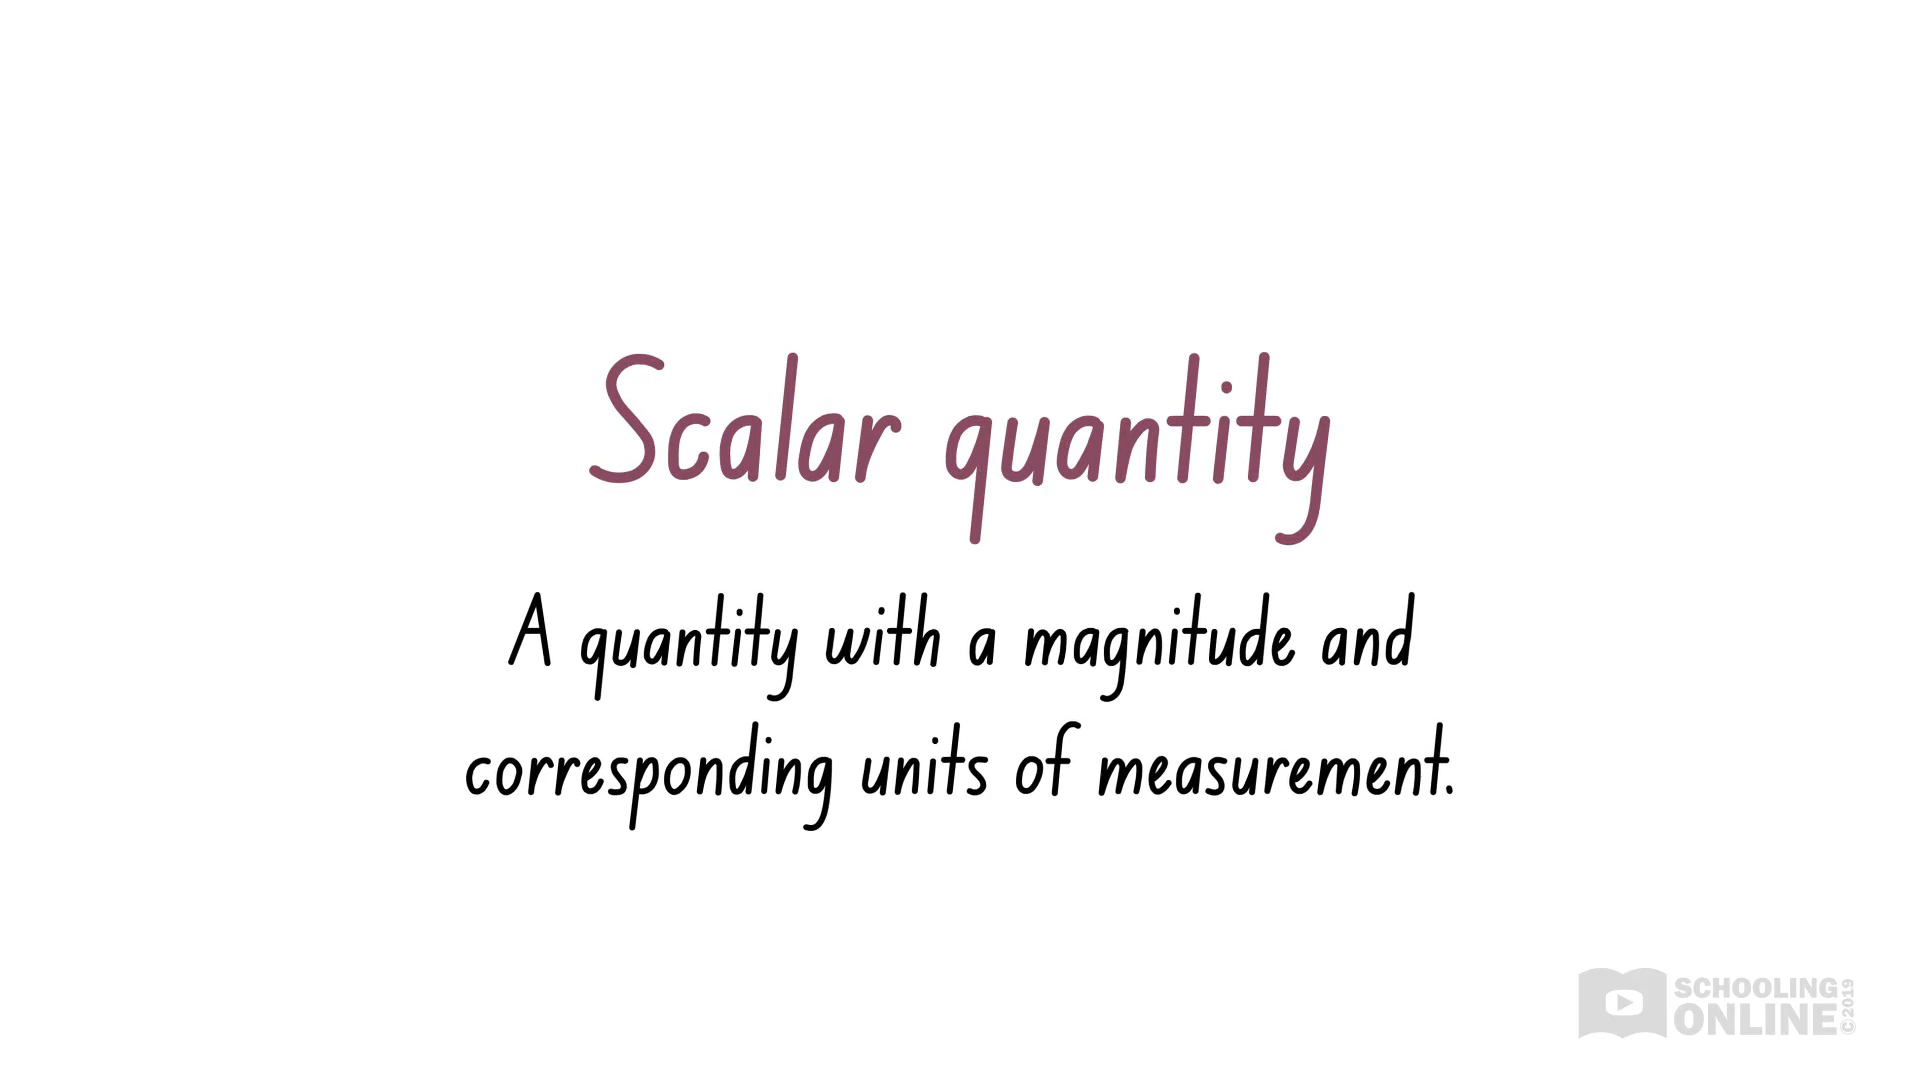 Scalar quantity
A quantity with a magnitude and
corresponding units of measurement.
SCHOOLING
ONLINE
©2019